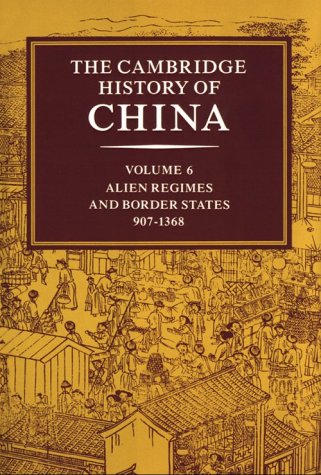 THE CAMBRIDGE
HISTORY OF
CHINA
VOLUME 6
ALIEN REGIMES
AND BORDER STATES
907-1368